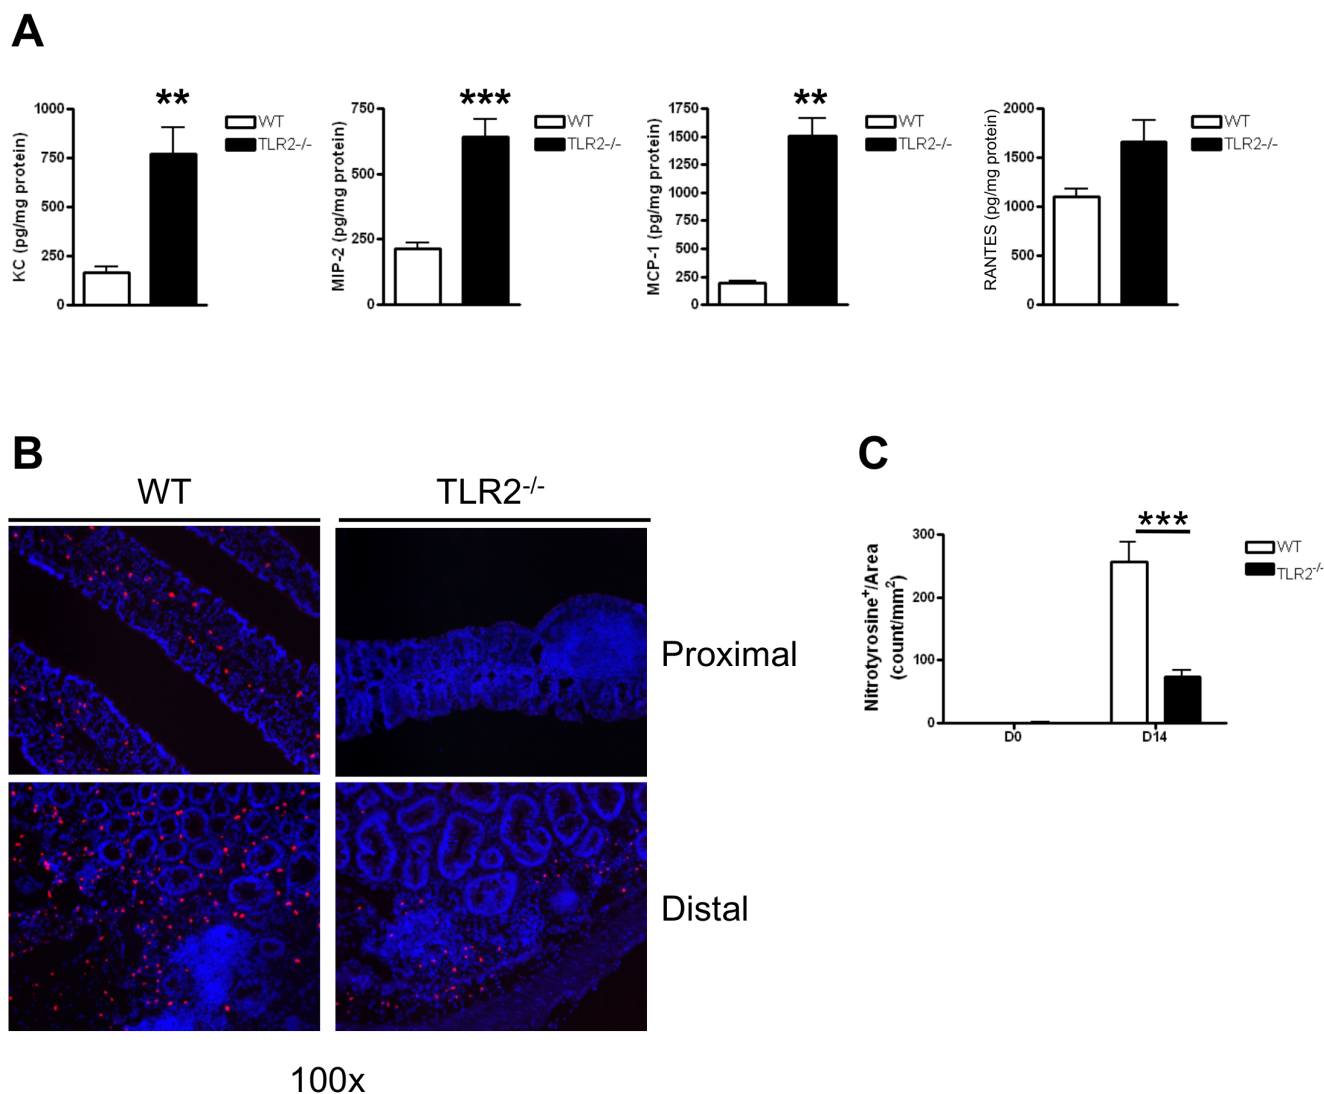 A
KC (pg/mg protein)
1000
750
500
250
0
**
WT
TLR2-/-
MIP-2 (pg/mg protein)
750
500
250
0
***
WT
TLR2-/-
MCP-1 (pg/mg protein)
1750
1500
1250
1000
750
500
250
0
**
WT
TLR2-/-
RANTES (pg/mg protein)
2000
1500
1000
500
0
WT
TLR2-/-
B
WT
TLR2-/-
Proximal
Distal
100x
C
Nitrotyrosine+/Area
(count/mm2)
300
200
100
0
***
D0
D14
WT
TLR2-/-